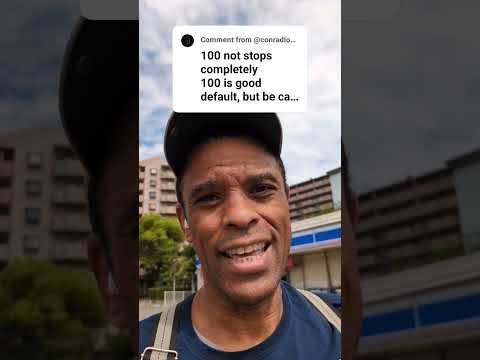 Comment from @conradlo...
100 not stops
completely
100 is good
default, but be ca...